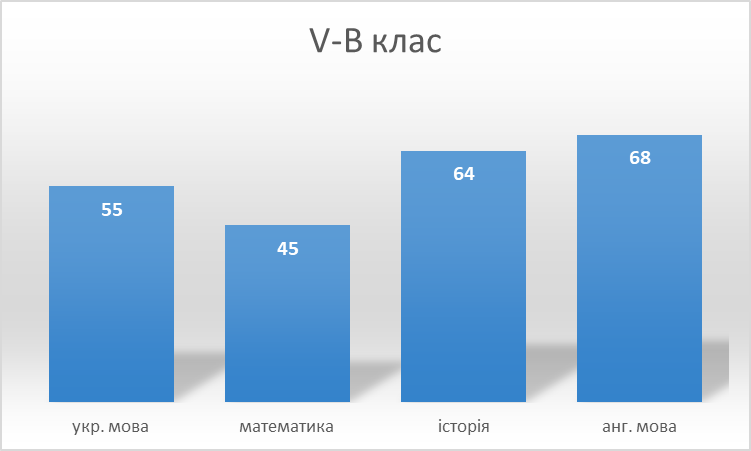 V-В клас
55
45
64
68
укр. мова
математика
історія
анг. мова